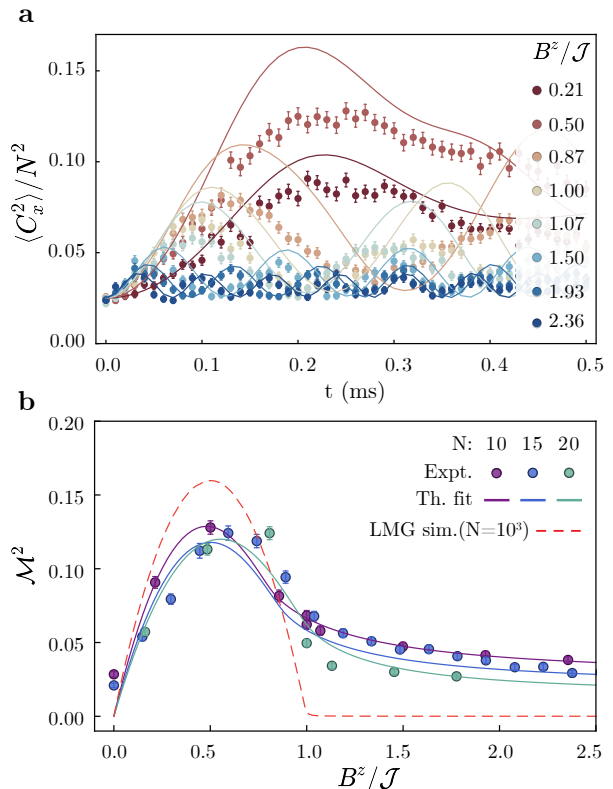 a
⟨C_x^2⟩/N^2
0.15
0.10
0.05
0.00
B^z/𝒥
0.21
0.50
0.87
1.00
1.07
1.50
1.93
2.36
0.0 0.1 0.2 0.3 0.4 0.5
t (ms)
b
ℳ^2
0.20
0.15
0.10
0.05
0.00
N: 10 15 20
Expt.
Th. fit
LMG sim.(N=10³)
0.0 0.5 1.0 1.5 2.0 2.5
B^z/𝒥